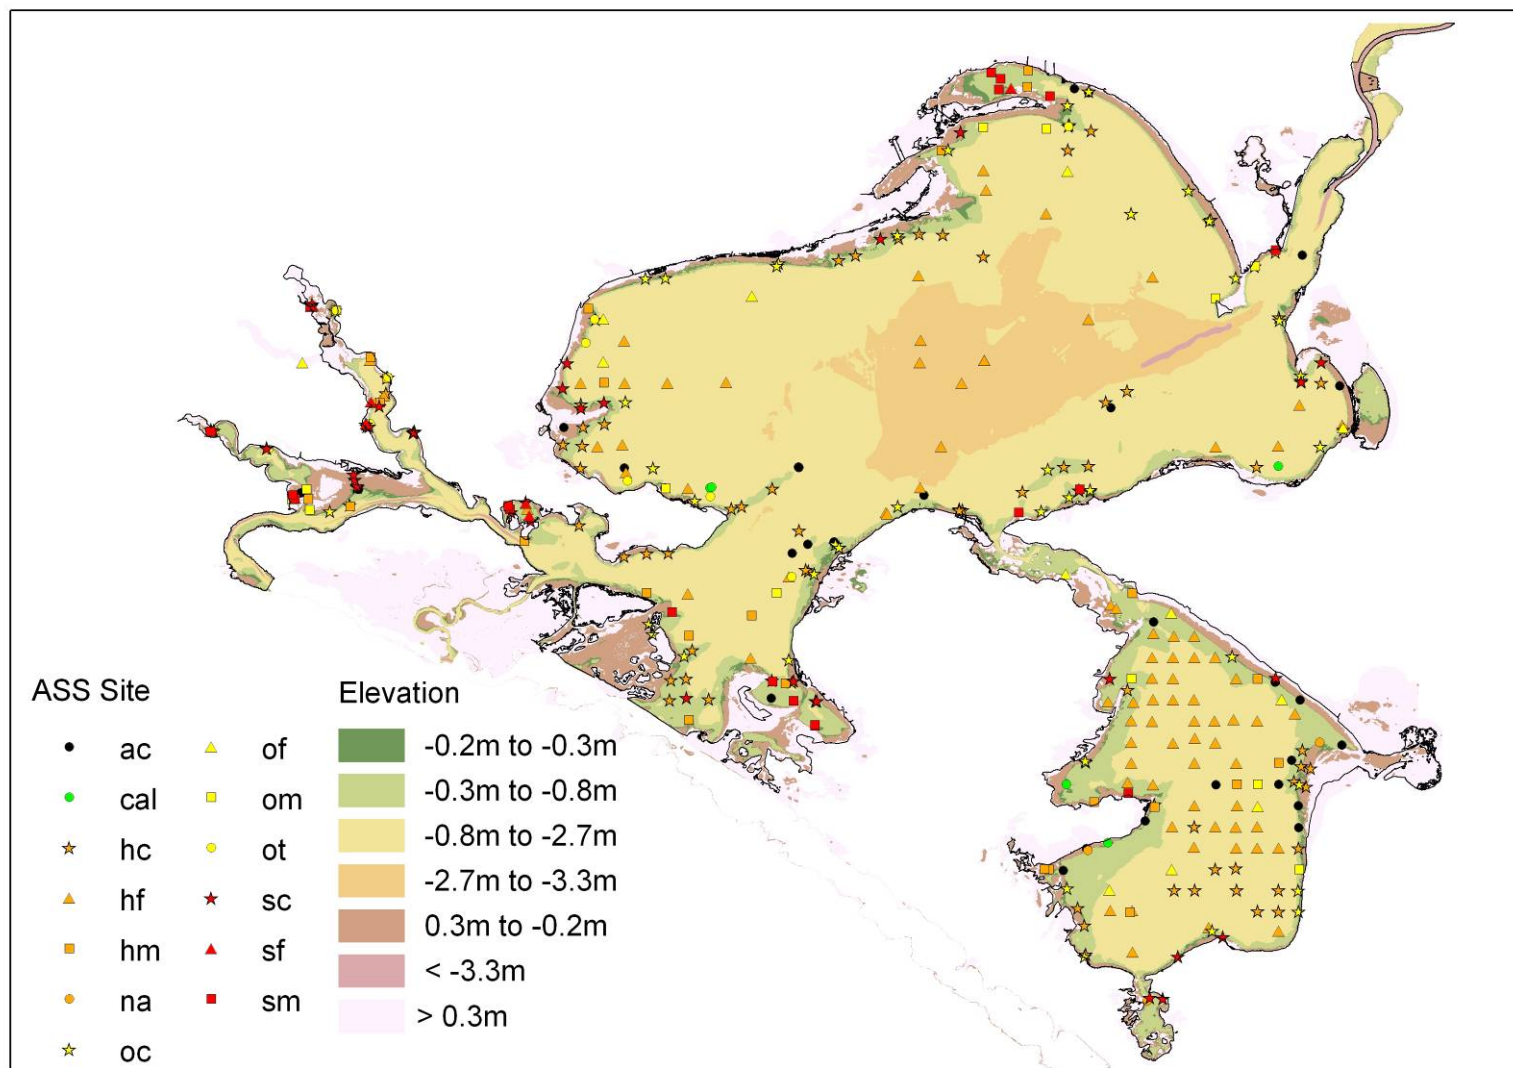 ASS Site
ac
cal
hc
hf
hm
na
oc
of
om
ot
sc
sf
sm
Elevation
-0.2m to -0.3m
-0.3m to -0.8m
-0.8m to -2.7m
-2.7m to -3.3m
0.3m to -0.2m
< -3.3m
> 0.3m